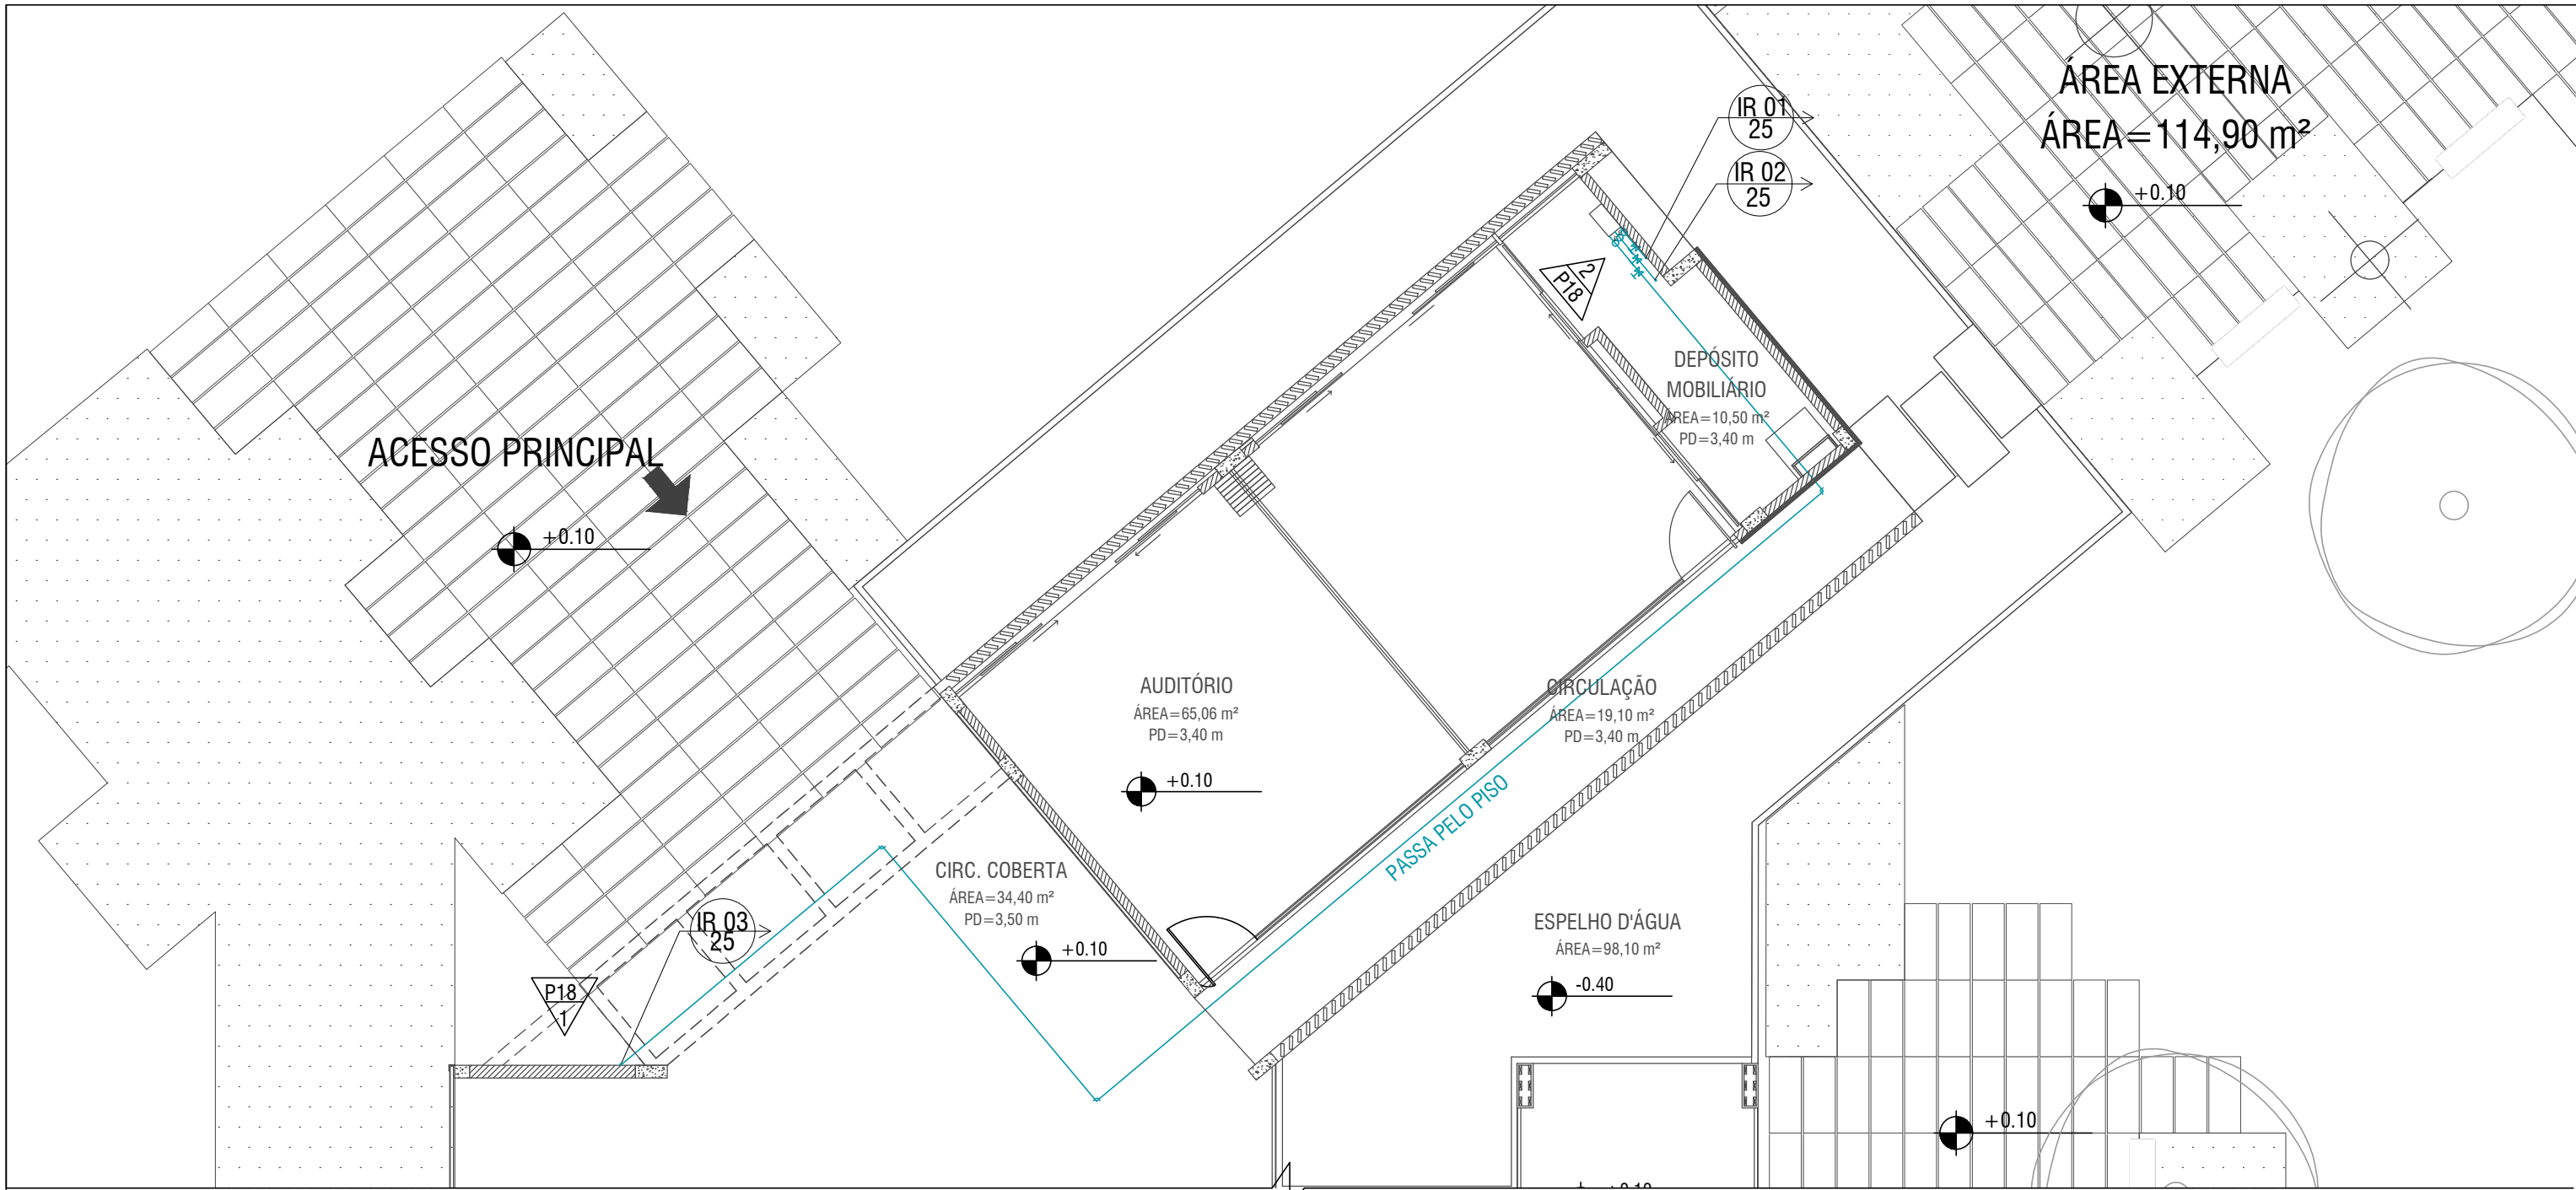 ÁREA EXTERNA
ÁREA=114,90 m²
+0.10
IR 01
25
IR 02
25
2
P18
DEPÓSITO
MOBILIÁRIO
ÁREA=10,50 m²
PD=3,40 m
ACESSO PRINCIPAL
+0.10
AUDITÓRIO
ÁREA=65,06 m²
PD=3,40 m
+0.10
CIRCULAÇÃO
ÁREA=19,10 m²
PD=3,40 m
PASSA PELO PISO
CIRC. COBERTA
ÁREA=34,40 m²
PD=3,50 m
+0.10
IR 03
25
P18
1
ESPELHO D'ÁGUA
ÁREA=98,10 m²
-0.40
+0.10